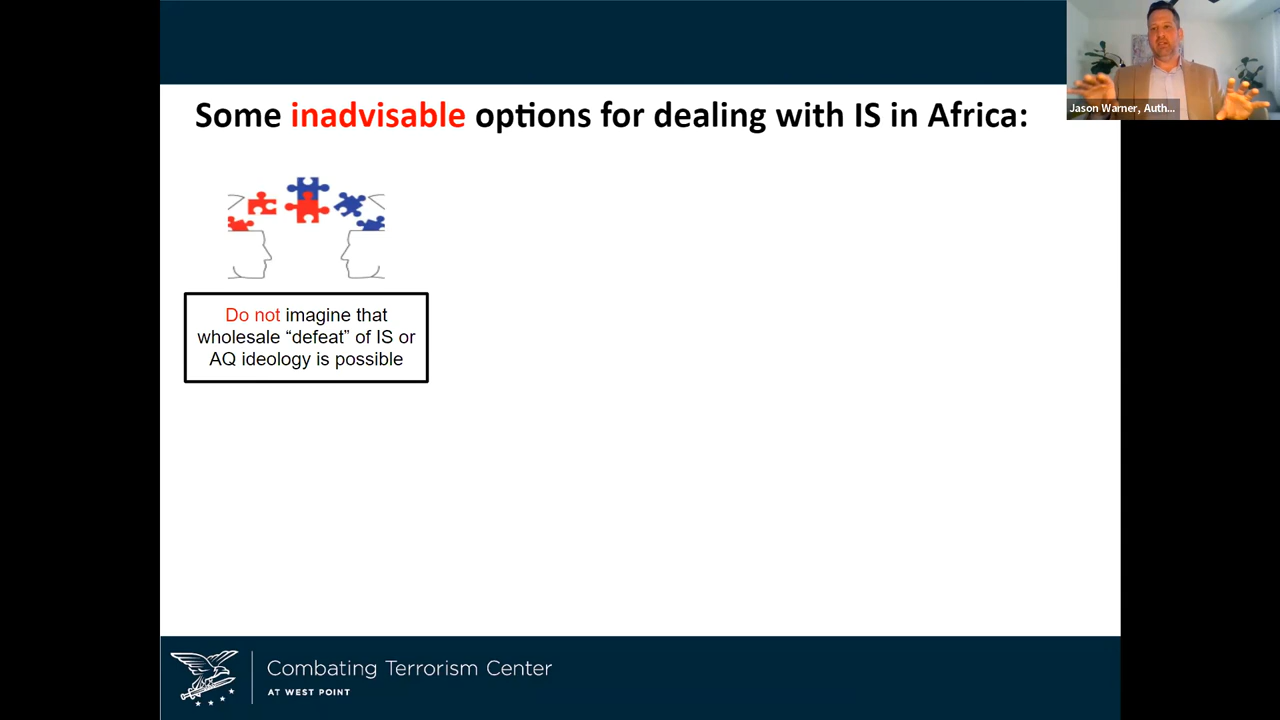 Some inadvisable options for dealing with IS in Africa:
Jason Warner, Auth...
Do not imagine that
wholesale “defeat” of IS or
AQ ideology is possible
Combating Terrorism Center
AT WEST POINT